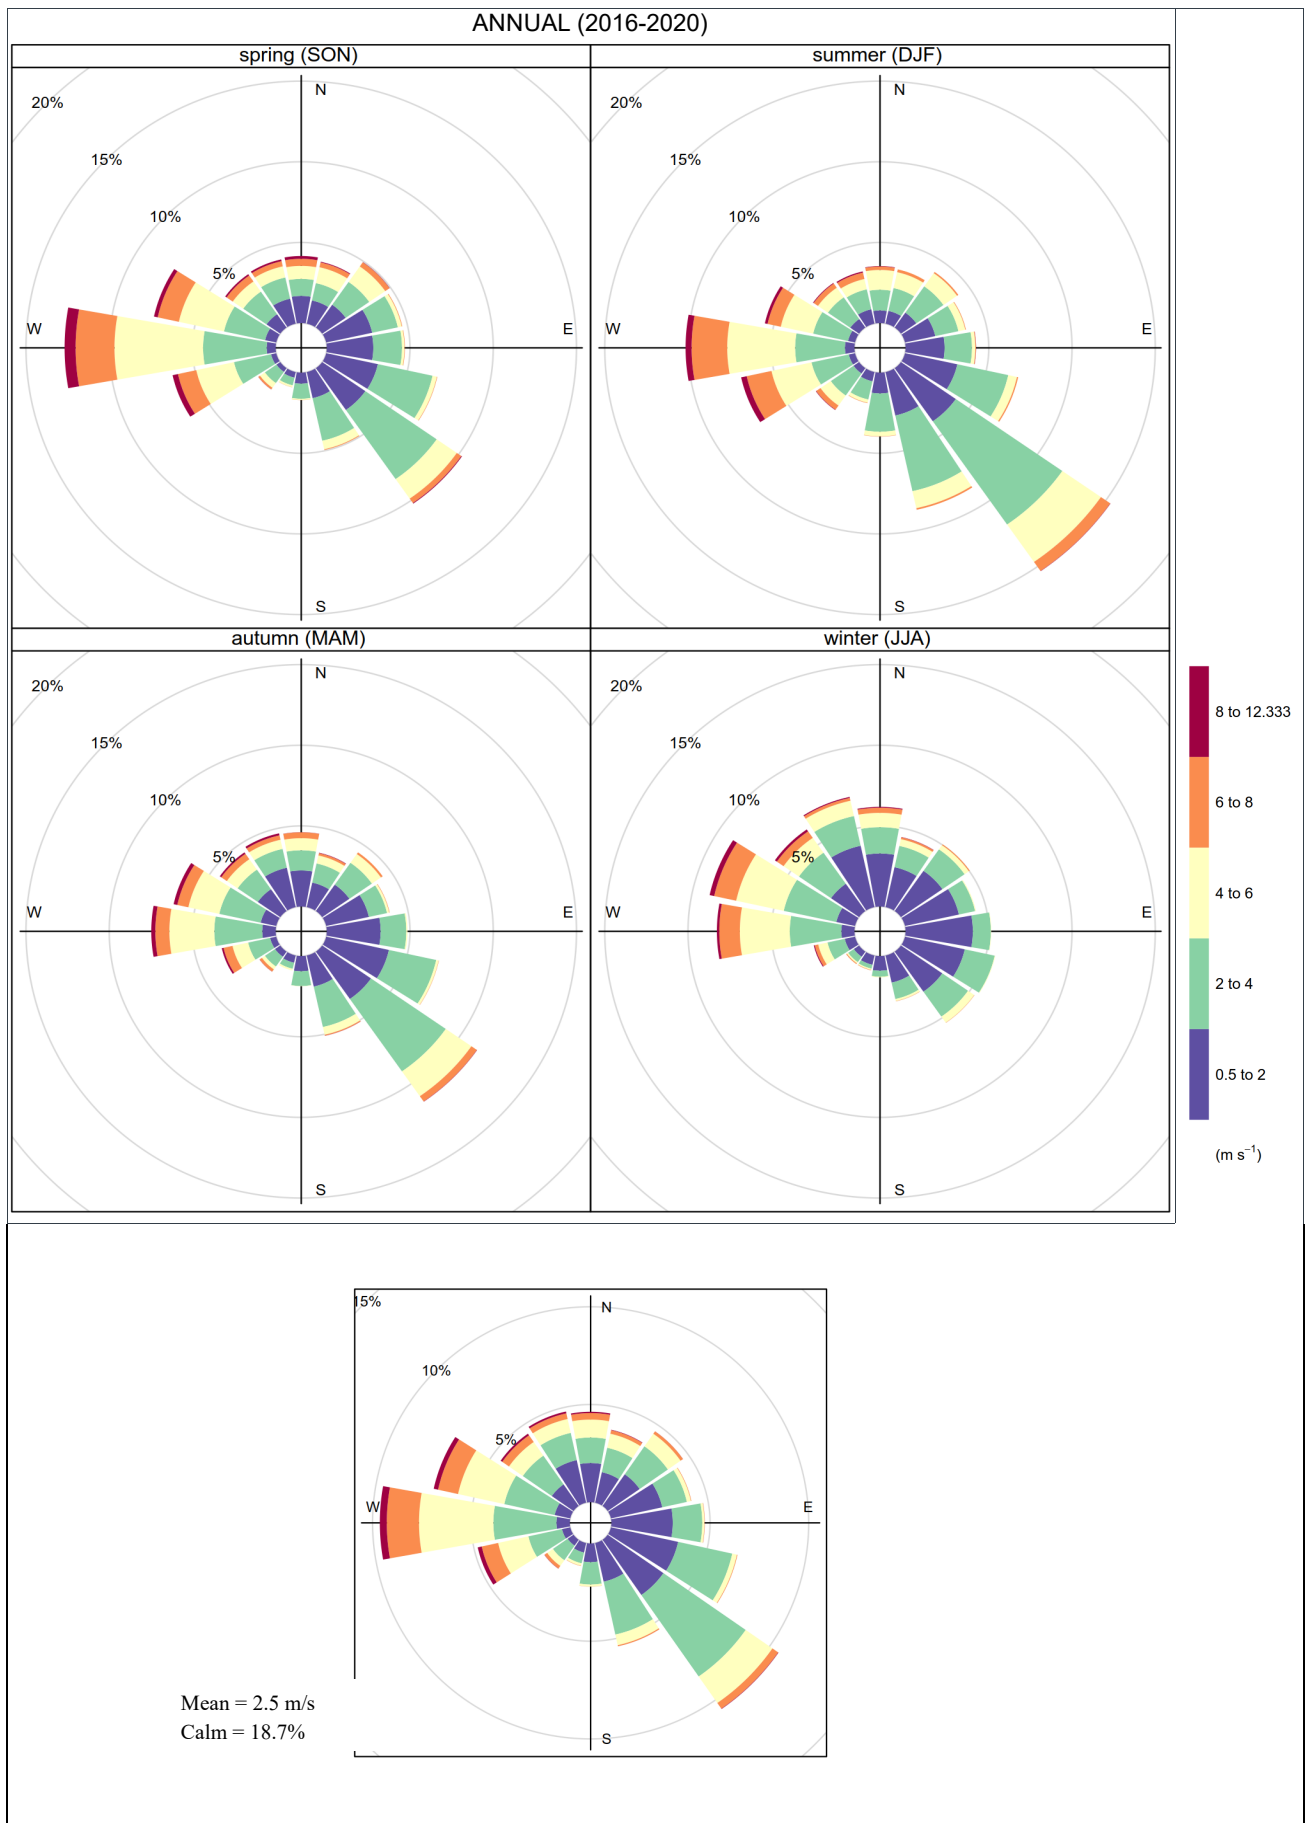 ANNUAL (2016-2020)
spring (SON)
summer (DJF)
N
20%
15%
10%
5%
W
E
S
N
20%
15%
10%
5%
W
E
S
autumn (MAM)
winter (JJA)
N
20%
15%
10%
5%
W
E
S
N
20%
15%
10%
5%
W
E
S
8 to 12.333
6 to 8
4 to 6
2 to 4
0.5 to 2
(m s⁻¹)
15%
N
10%
5%
W
E
S
Mean = 2.5 m/s
Calm = 18.7%